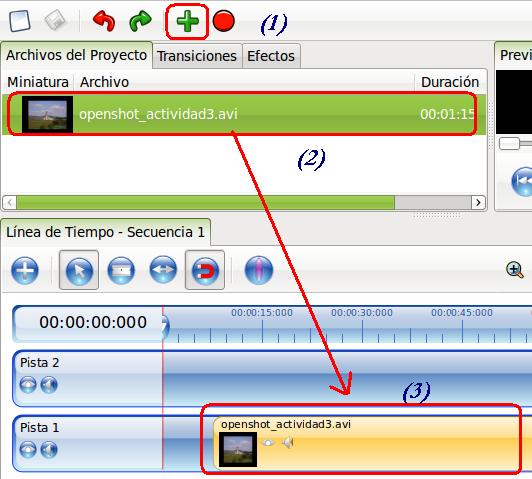 (1)
Archivos del Proyecto Transiciones Efectos
Previ
Miniatura Archivo Duración
openshot_actividad3.avi 00:01:15
(2)
Línea de Tiempo - Secuencia 1
00:00:00:000
00:00:15:000 00:00:30:000 00:00:45:000
Pista 2
(3)
Pista 1
openshot_actividad3.avi